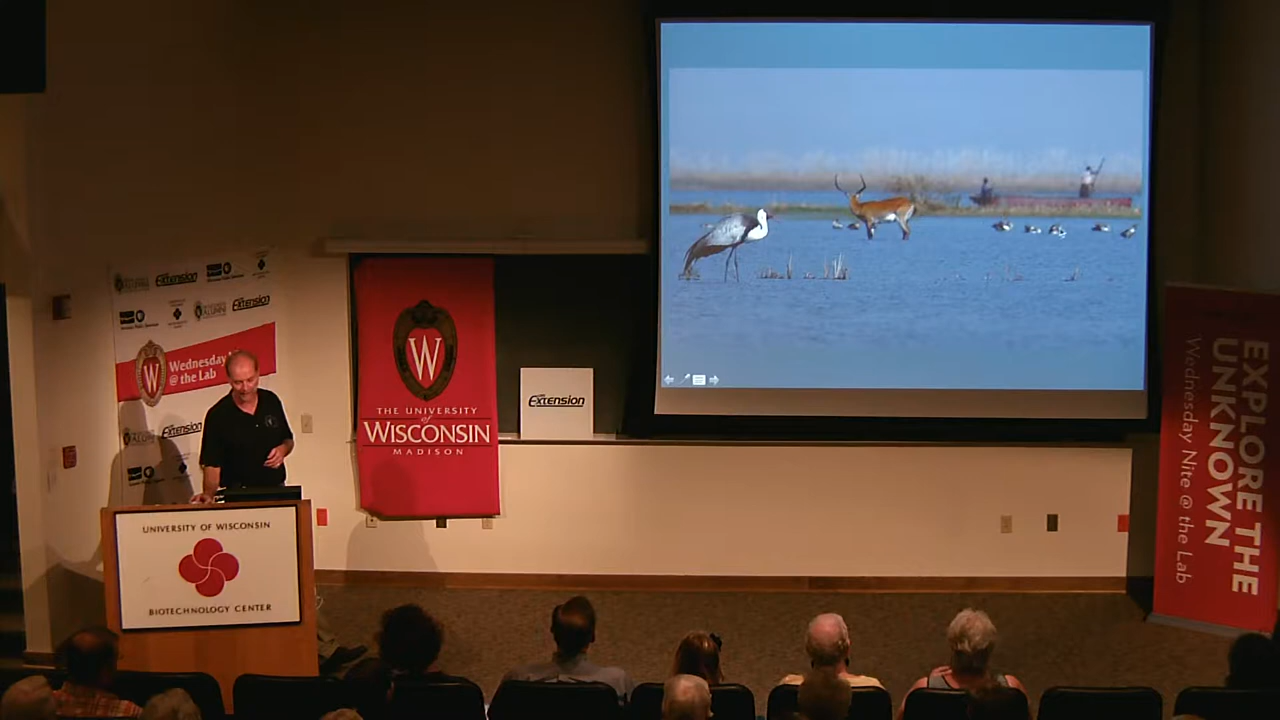 Extension
ALUMNI
Extension
Wednesday
@ the Lab
W
Extension
UNIVERSITY OF WISCONSIN
BIOTECHNOLOGY CENTER
W
THE UNIVERSITY
of
WISCONSIN
MADISON
Extension
EXPLORE THE
UNKNOWN
Wednesday Nite @ the Lab